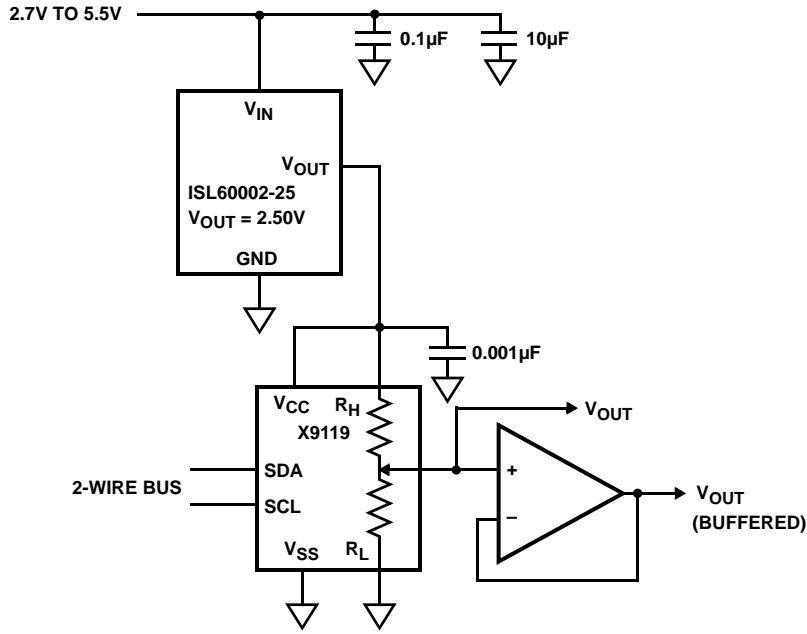 2.7V TO 5.5V
0.1µF
10µF
VIN
VOUT
ISL60002-25
VOUT = 2.50V
GND
0.001µF
VCC
RH
X9119
VOUT
2-WIRE BUS
SDA
SCL
+
−
VOUT
(BUFFERED)
VSS
RL